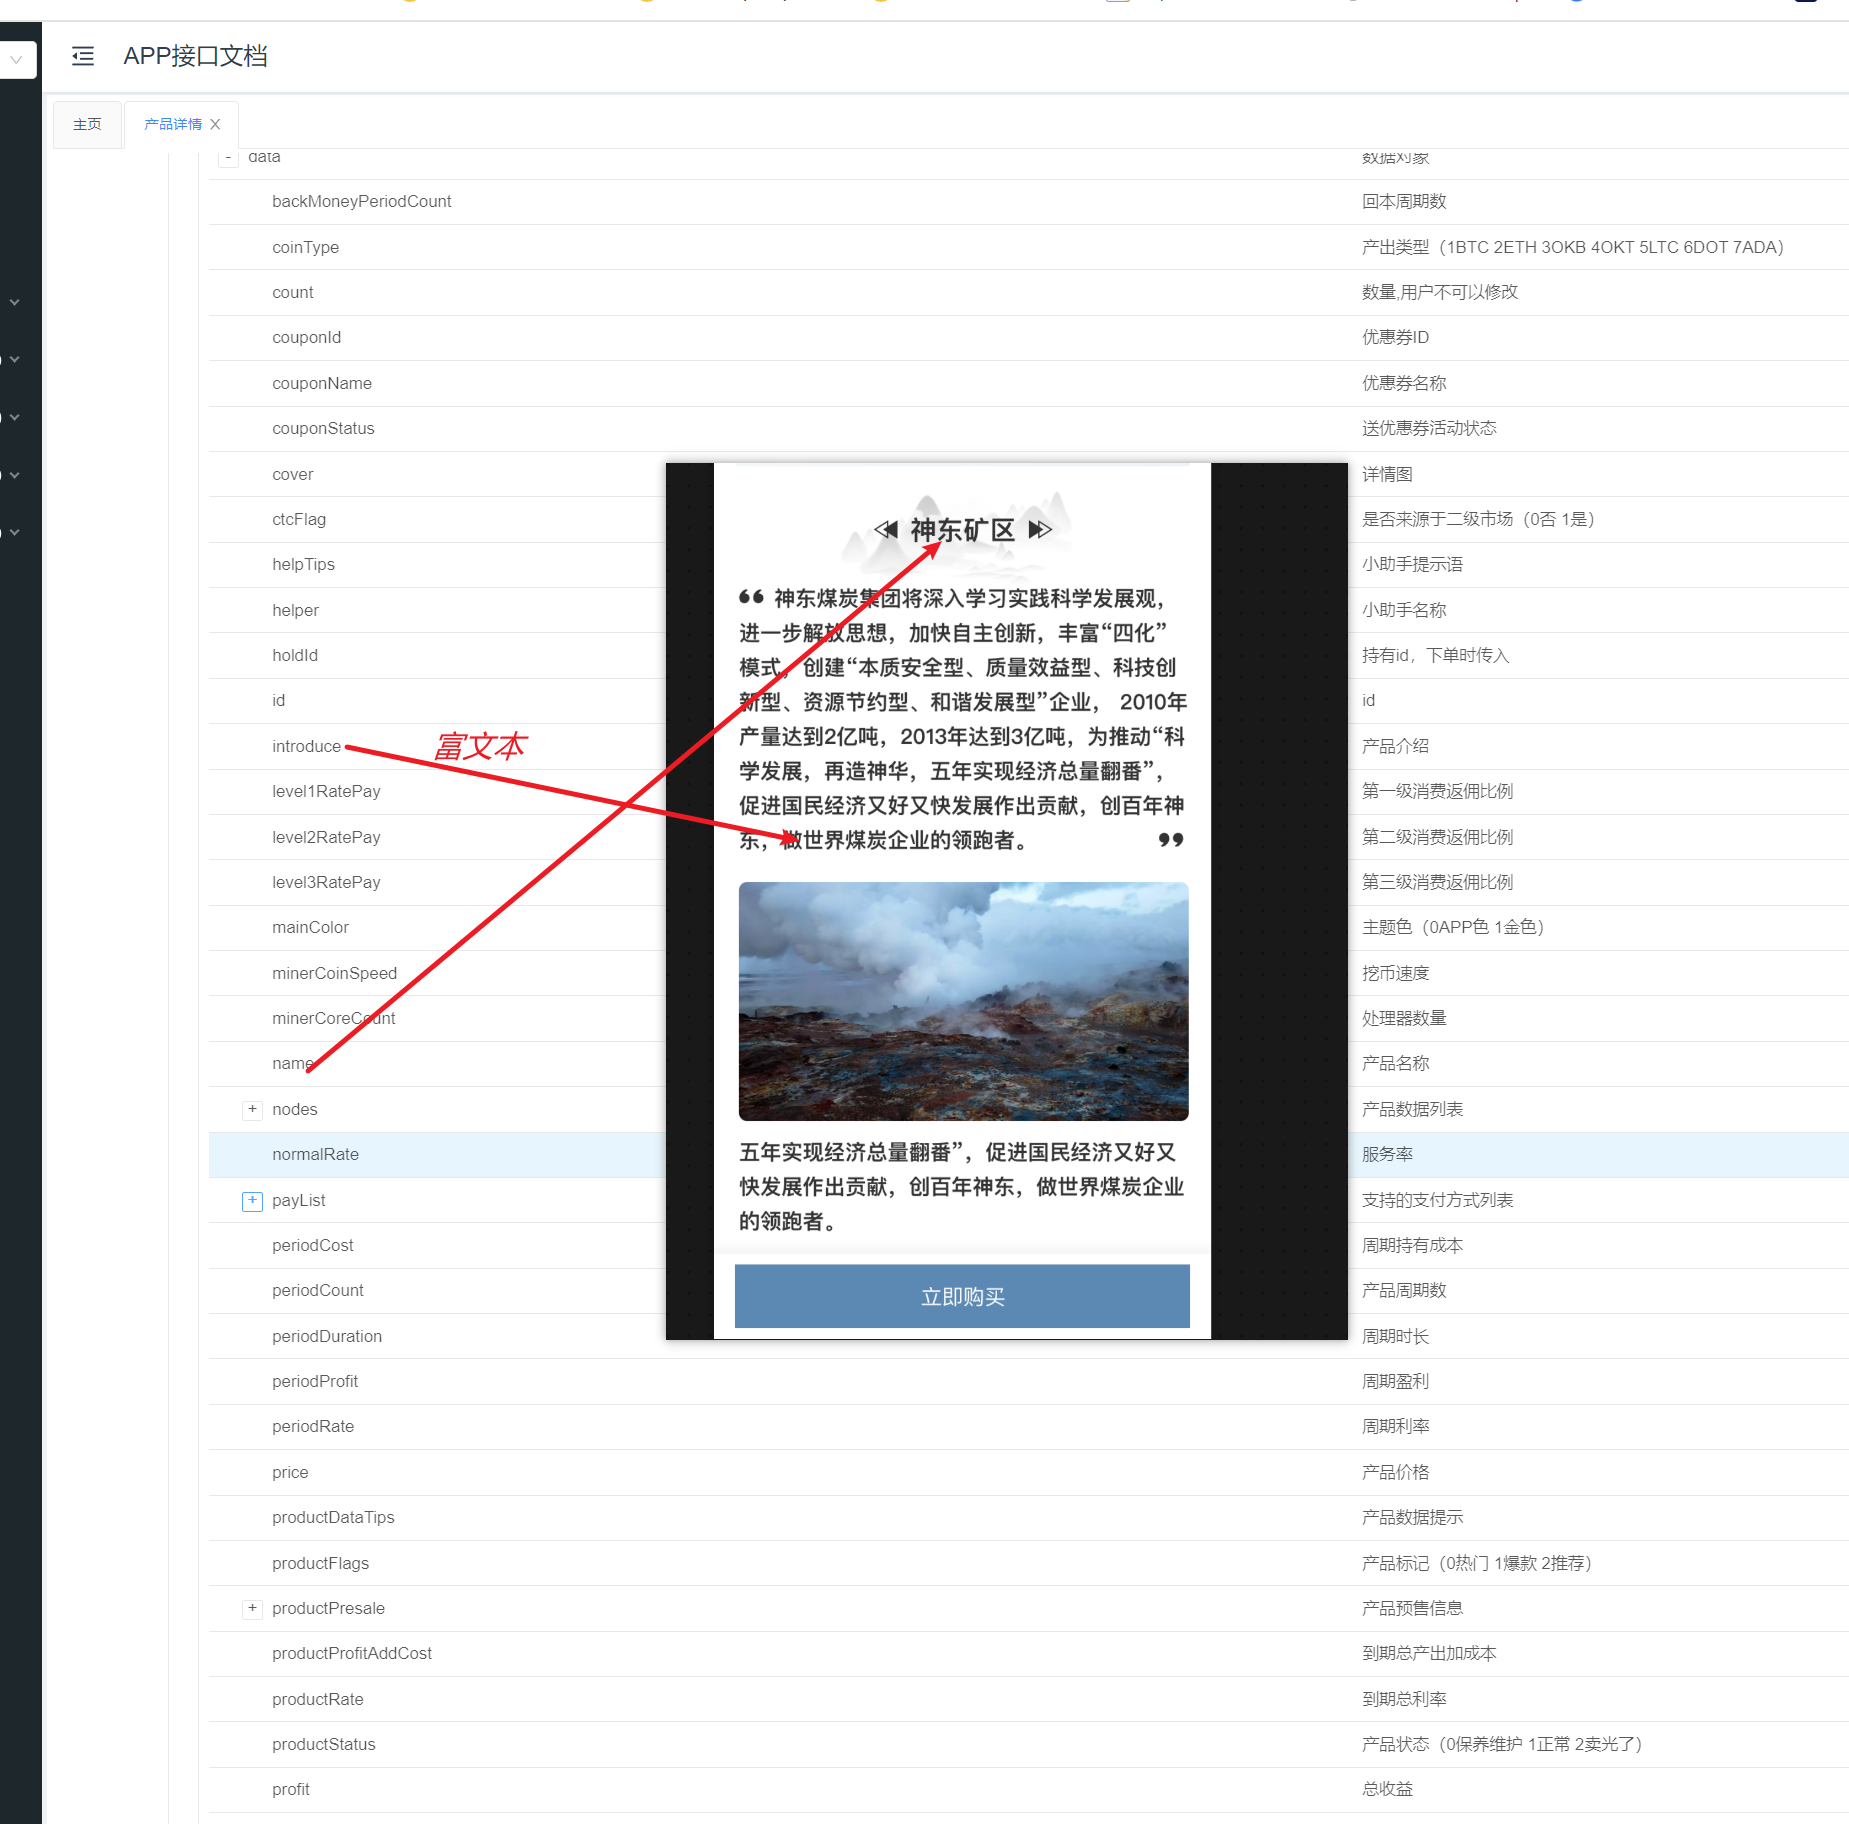 APP接口文档
主页
产品详情 X
- data 数据对象
backMoneyPeriodCount 回本周期数
coinType 产出类型（1BTC 2ETH 3OKB 4OKT 5LTC 6DOT 7ADA）
count 数量,用户不可以修改
couponId 优惠券ID
couponName 优惠券名称
couponStatus 送优惠券活动状态
cover 详情图
ctcFlag 是否来源于二级市场（0否 1是）
helpTips 小助手提示语
helper 小助手名称
holdId 持有id，下单时传入
id id
introduce 产品介绍
level1RatePay 第一级消费返佣比例
level2RatePay 第二级消费返佣比例
level3RatePay 第三级消费返佣比例
mainColor 主题色（0APP色 1金色）
minerCoinSpeed 挖币速度
minerCoreCount 处理器数量
name 产品名称
+ nodes 产品数据列表
normalRate 服务率
+ payList 支持的支付方式列表
periodCost 周期持有成本
periodCount 产品周期数
periodDuration 周期时长
periodProfit 周期盈利
periodRate 周期利率
price 产品价格
productDataTips 产品数据提示
productFlags 产品标记（0热门 1爆款 2推荐）
+ productPresale 产品预售信息
productProfitAddCost 到期总产出加成本
productRate 到期总利率
productStatus 产品状态（0保养维护 1正常 2卖光了）
profit 总收益
富文本
神东矿区
“ 神东煤炭集团将深入学习实践科学发展观，
进一步解放思想，加快自主创新，丰富“四化”
模式，创建“本质安全型、质量效益型、科技创
新型、资源节约型、和谐发展型”企业， 2010年
产量达到2亿吨，2013年达到3亿吨，为推动“科
学发展，再造神华，五年实现经济总量翻番”，
促进国民经济又好又快发展作出贡献，创百年神
东，做世界煤炭企业的领跑者。 ”
五年实现经济总量翻番”，促进国民经济又好又
快发展作出贡献，创百年神东，做世界煤炭企业
的领跑者。
立即购买